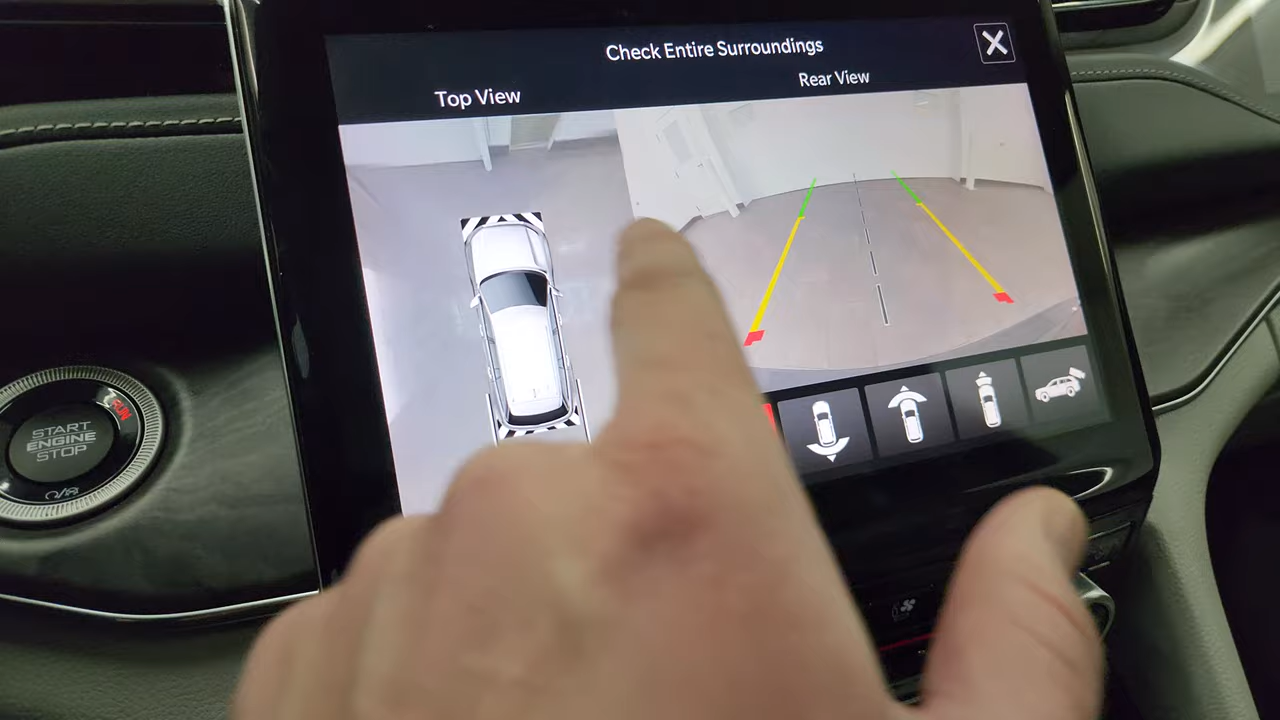 Check Entire Surroundings
Top View
Rear View
RUN
START
ENGINE
STOP